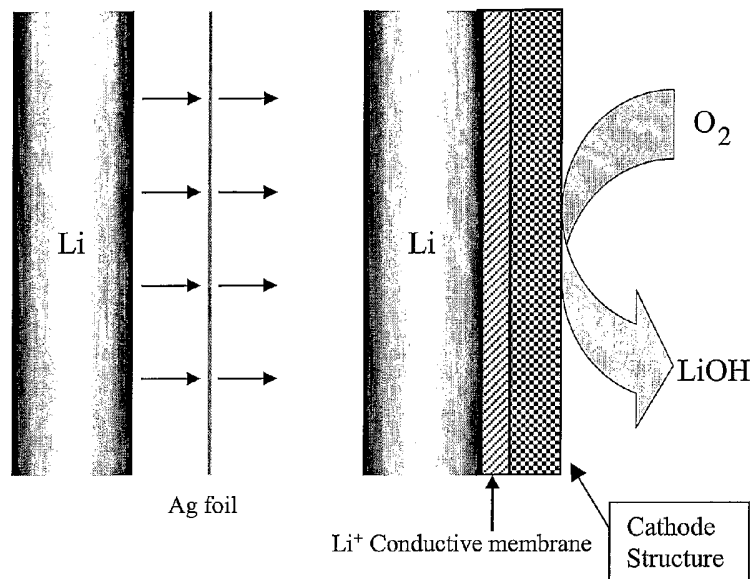 Li
Ag foil
Li
O₂
LiOH
Li⁺ Conductive membrane
Cathode
Structure